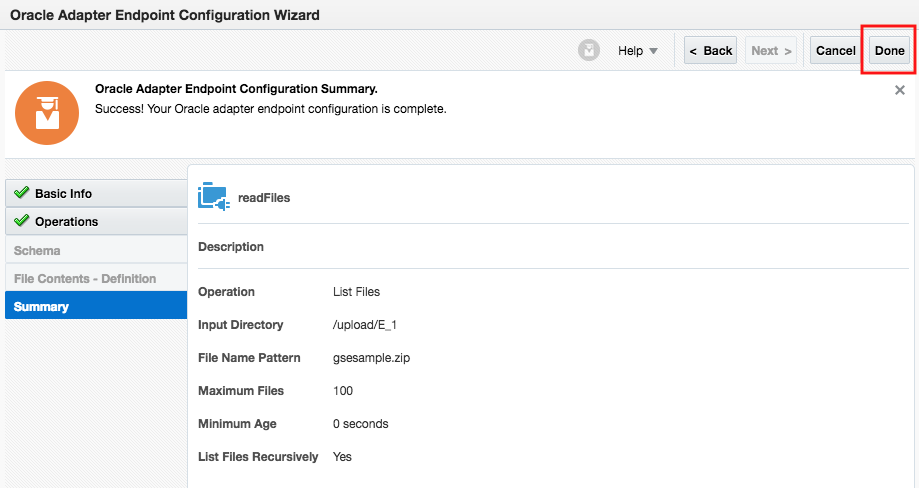 Oracle Adapter Endpoint Configuration Wizard
Help
< Back
Next >
Cancel
Done
Oracle Adapter Endpoint Configuration Summary.
Success! Your Oracle adapter endpoint configuration is complete.
Basic Info
Operations
Schema
File Contents - Definition
Summary
readFiles
Description
Operation List Files
Input Directory /upload/E_1
File Name Pattern gsesample.zip
Maximum Files 100
Minimum Age 0 seconds
List Files Recursively Yes